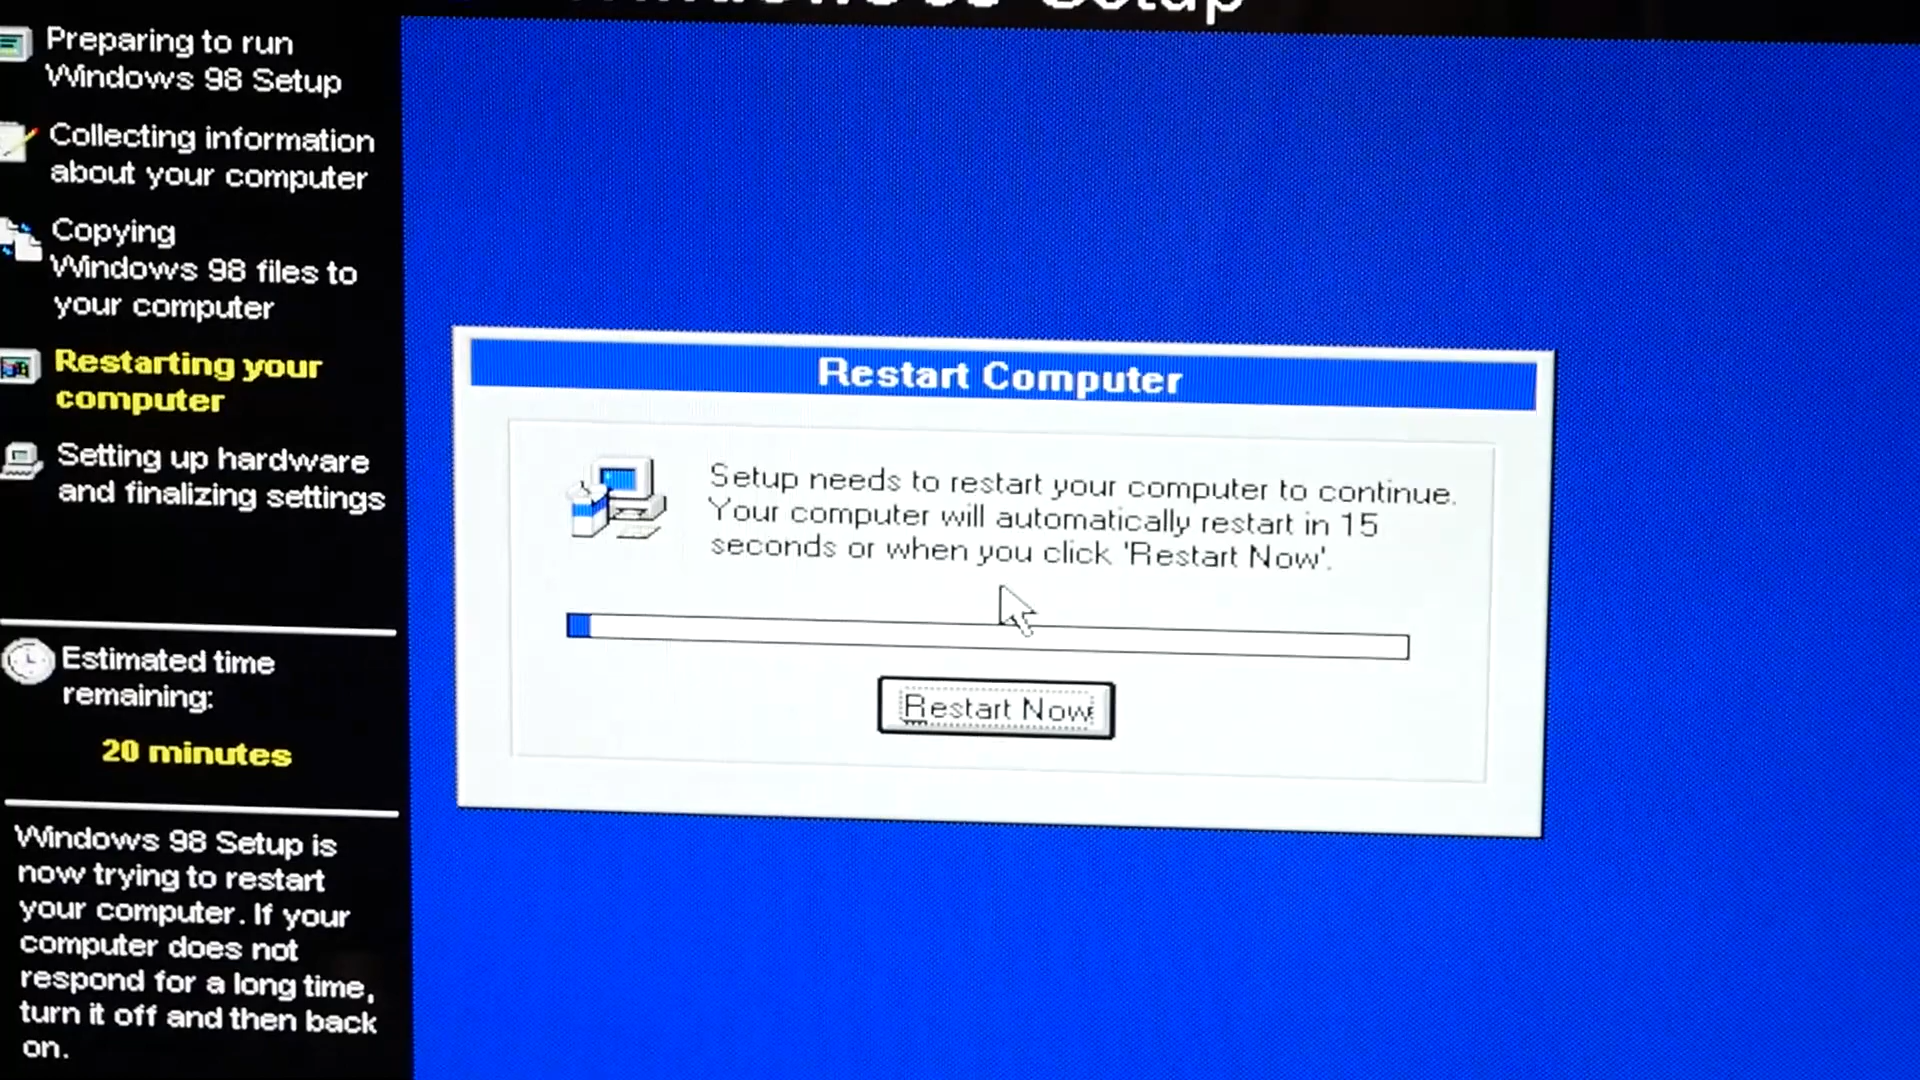 Setup
Preparing to run
Windows 98 Setup
Collecting information
about your computer
Copying
Windows 98 files to
your computer
Restarting your
computer
Setting up hardware
and finalizing settings
Estimated time
remaining:
20 minutes
Windows 98 Setup is
now trying to restart
your computer. If your
computer does not
respond for a long time,
turn it off and then back
on.
Restart Computer
Setup needs to restart your computer to continue.
Your computer will automatically restart in 15
seconds or when you click 'Restart Now'.
Restart Now